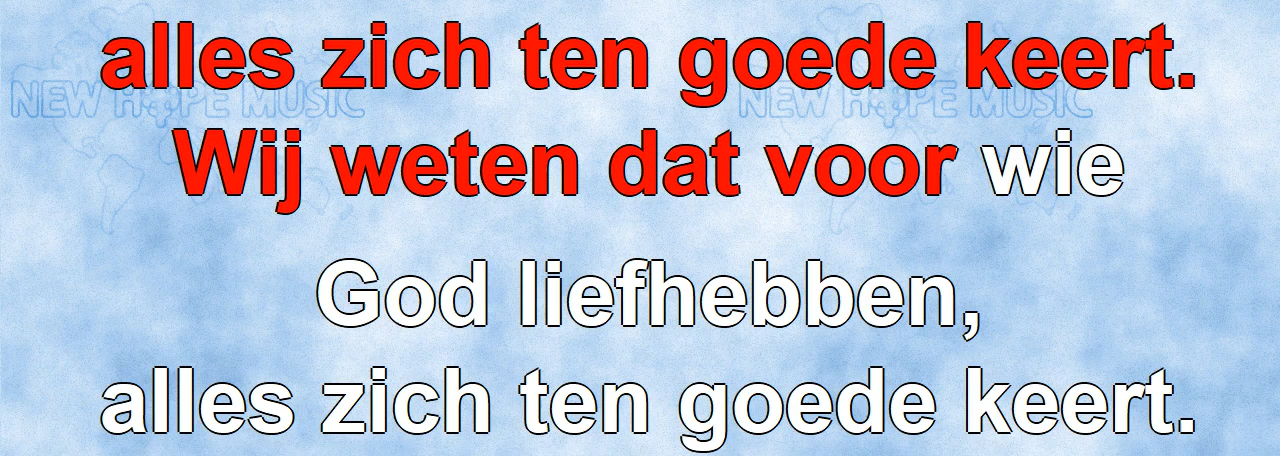 alles zich ten goede keert.
NEW HOPE MUSIC NEW HOPE MUSIC
Wij weten dat voor wie
God liefhebben,
alles zich ten goede keert.